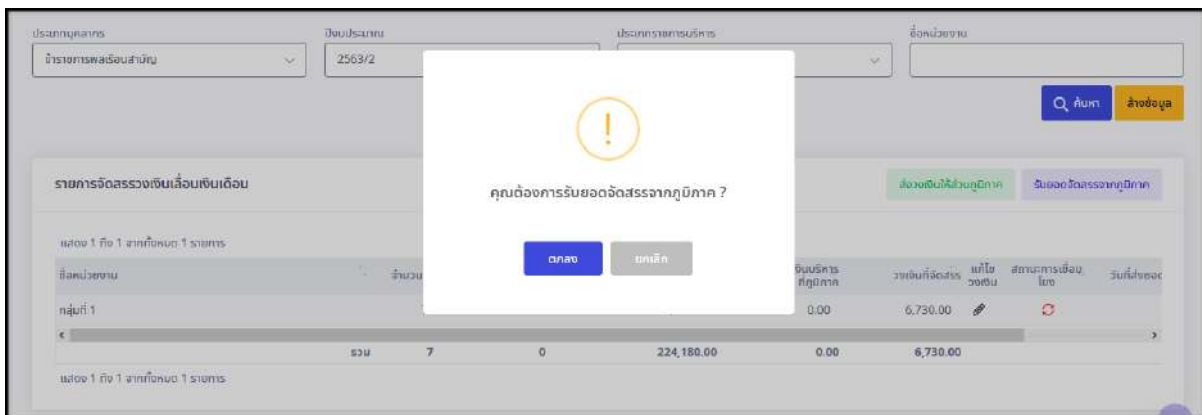 ประเภทบุคลากร ปีงบประมาณ ประเภทรายการบริหาร ชื่อหน่วยงาน
ข้าราชการพลเรือนสามัญ 2563/2
ค้นหา ล้างข้อมูล
รายการจัดสรรวงเงินเลื่อนเงินเดือน ส่งวงเงินให้ส่วนภูมิภาค รับยอดจัดสรรจากภูมิภาค
คุณต้องการรับยอดจัดสรรจากภูมิภาค ?
ตกลง ยกเลิก
แสดง 1 ถึง 1 จากทั้งหมด 1 รายการ
ชื่อหน่วยงาน จำนวน วงเงินที่จัดสรร แก้ไขวงเงิน สถานะการเชื่อมโยง
กลุ่มที่ 1 0.00 6,730.00
รวม 7 0 224,180.00 0.00 6,730.00
แสดง 1 ถึง 1 จากทั้งหมด 1 รายการ